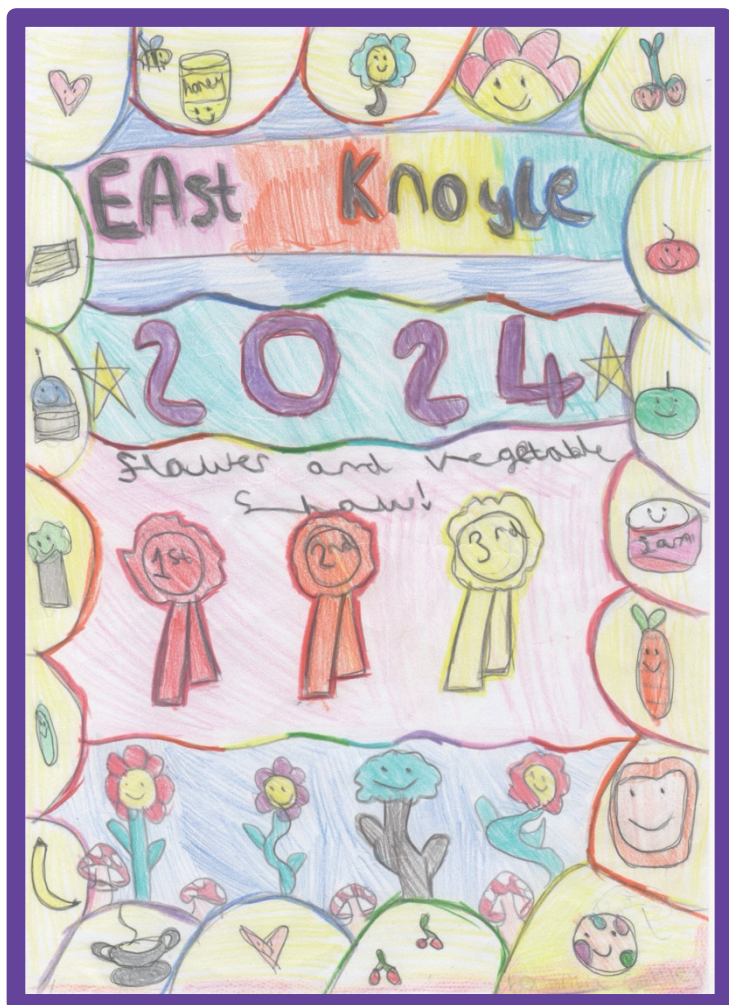 honey
EAst Knoyle
2024
flower and vegetable
Show!
1st 2nd 3rd
Jam